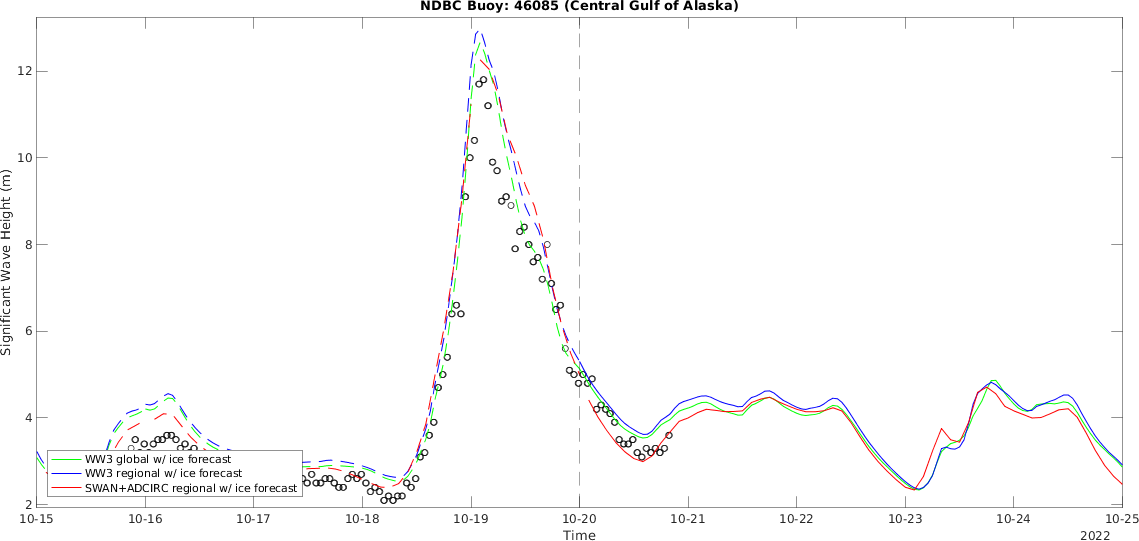 NDBC Buoy: 46085 (Central Gulf of Alaska)
Significant Wave Height (m)
12
10
8
6
4
2
WW3 global w/ ice forecast
WW3 regional w/ ice forecast
SWAN+ADCIRC regional w/ ice forecast
10-15 10-16 10-17 10-18 10-19 10-20 10-21 10-22 10-23 10-24 10-25
Time
2022